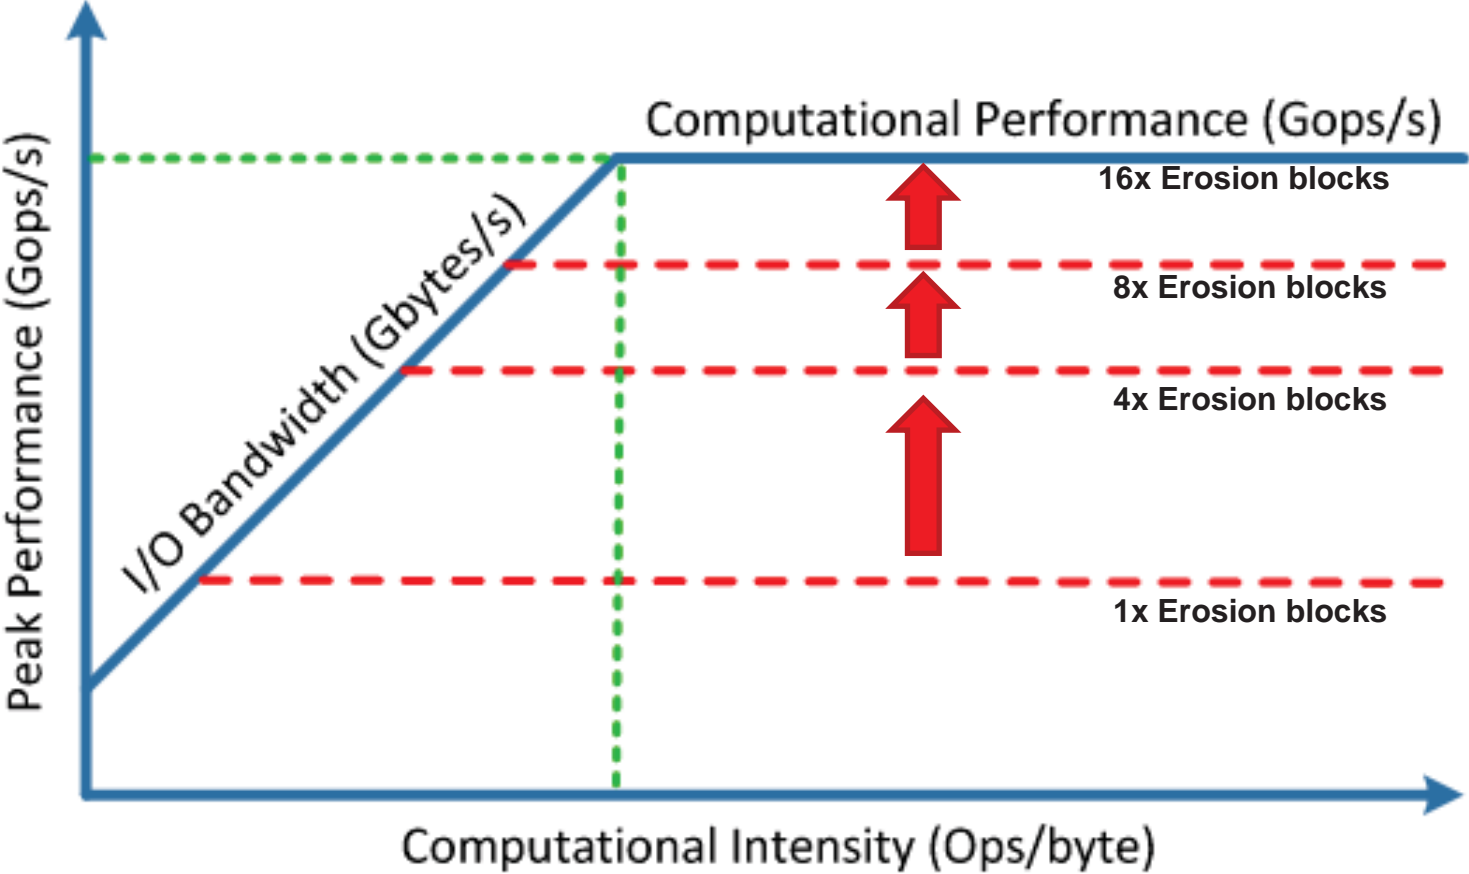 Computational Performance (Gops/s)
16x Erosion blocks
Peak Performance (Gops/s)
I/O Bandwidth (Gbytes/s)
8x Erosion blocks
4x Erosion blocks
1x Erosion blocks
Computational Intensity (Ops/byte)